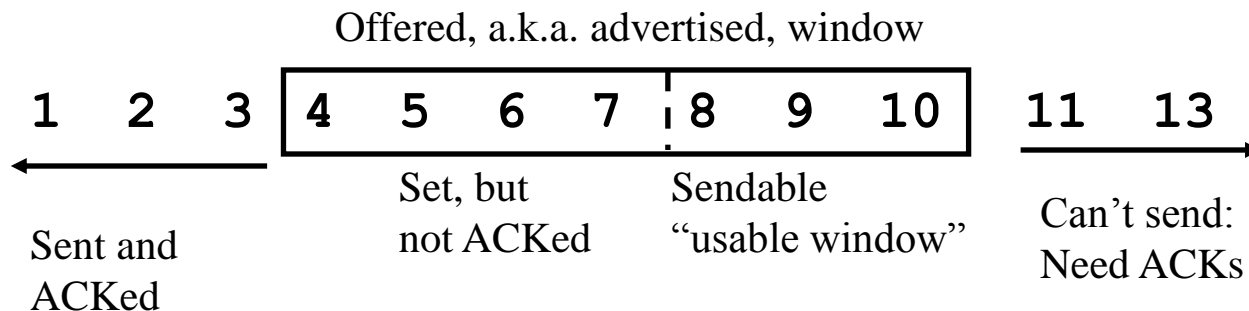 Offered, a.k.a. advertised, window
1 2 3 4 5 6 7 8 9 10 11 13
Set, but
not ACKed
Sendable
“usable window”
Sent and
ACKed
Can’t send:
Need ACKs